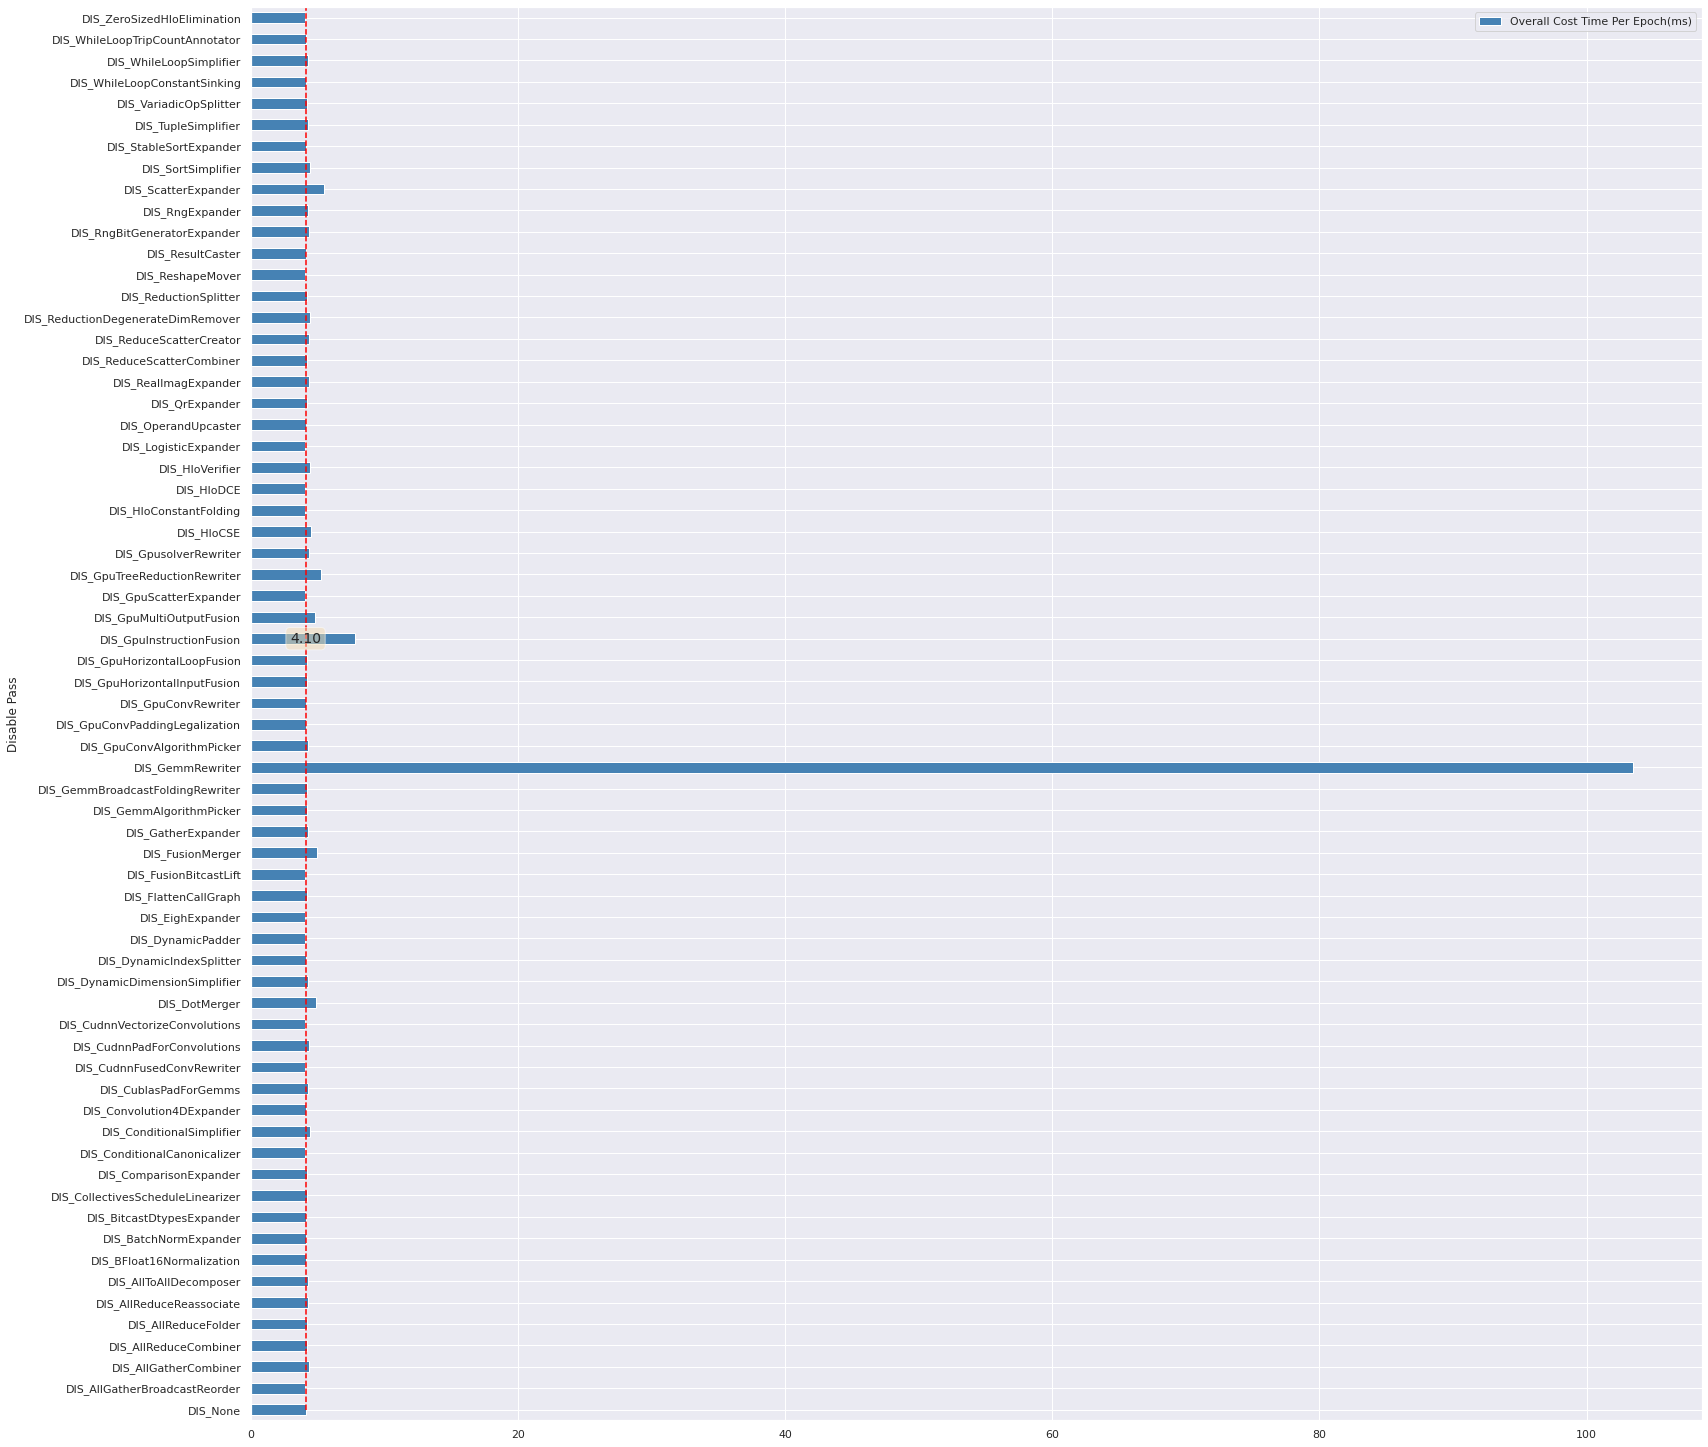 Overall Cost Time Per Epoch(ms)
Disable Pass
DIS_ZeroSizedHloElimination
DIS_WhileLoopTripCountAnnotator
DIS_WhileLoopSimplifier
DIS_WhileLoopConstantSinking
DIS_VariadicOpSplitter
DIS_TupleSimplifier
DIS_StableSortExpander
DIS_SortSimplifier
DIS_ScatterExpander
DIS_RngExpander
DIS_RngBitGeneratorExpander
DIS_ResultCaster
DIS_ReshapeMover
DIS_ReductionSplitter
DIS_ReductionDegenerateDimRemover
DIS_ReduceScatterCreator
DIS_ReduceScatterCombiner
DIS_RealImagExpander
DIS_QrExpander
DIS_OperandUpcaster
DIS_LogisticExpander
DIS_HloVerifier
DIS_HloDCE
DIS_HloConstantFolding
DIS_HloCSE
DIS_GpusolverRewriter
DIS_GpuTreeReductionRewriter
DIS_GpuScatterExpander
DIS_GpuMultiOutputFusion
DIS_GpuInstructionFusion
4.10
DIS_GpuHorizontalLoopFusion
DIS_GpuHorizontalInputFusion
DIS_GpuConvRewriter
DIS_GpuConvPaddingLegalization
DIS_GpuConvAlgorithmPicker
DIS_GemmRewriter
DIS_GemmBroadcastFoldingRewriter
DIS_GemmAlgorithmPicker
DIS_GatherExpander
DIS_FusionMerger
DIS_FusionBitcastLift
DIS_FlattenCallGraph
DIS_EighExpander
DIS_DynamicPadder
DIS_DynamicIndexSplitter
DIS_DynamicDimensionSimplifier
DIS_DotMerger
DIS_CudnnVectorizeConvolutions
DIS_CudnnPadForConvolutions
DIS_CudnnFusedConvRewriter
DIS_CublasPadForGemms
DIS_Convolution4DExpander
DIS_ConditionalSimplifier
DIS_ConditionalCanonicalizer
DIS_ComparisonExpander
DIS_CollectivesScheduleLinearizer
DIS_BitcastDtypesExpander
DIS_BatchNormExpander
DIS_BFloat16Normalization
DIS_AllToAllDecomposer
DIS_AllReduceReassociate
DIS_AllReduceFolder
DIS_AllReduceCombiner
DIS_AllGatherCombiner
DIS_AllGatherBroadcastReorder
DIS_None
0 20 40 60 80 100